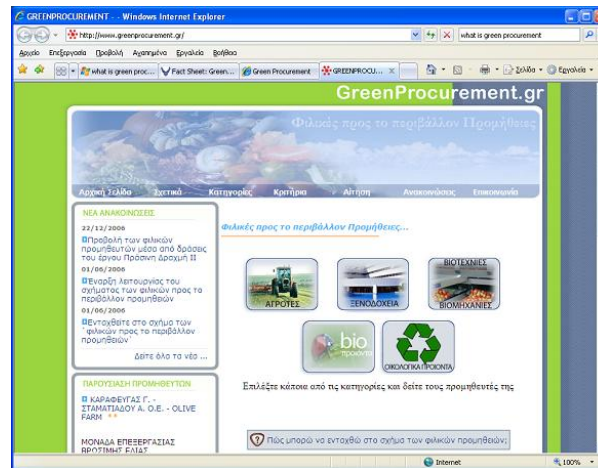 GREENPROCUREMENT - - Windows Internet Explorer
http://www.greenprocurement.gr/
what is green procurement
Αρχείο Επεξεργασία Προβολή Αγαπημένα Εργαλεία Βοήθεια
what is green proc...
Fact Sheet: Green...
Green Procurement
GREENPROCU...
Σελίδα
Εργαλεία
GreenProcurement.gr
Φιλικές προς το περιβάλλον Προμήθειες
Αρχική Σελίδα Σχετικά Κατηγορίες Κριτήρια Αίτηση Ανακοινώσεις Επικοινωνία
ΝΕΑ ΑΝΑΚΟΙΝΩΣΕΙΣ
22/12/2006
Προβολή των φιλικών
προμηθευτών μέσα από δράσεις
του έργου Πράσινη Δραχμή ΙΙ
01/06/2006
Έναρξη λειτουργίας του
σχήματος των φιλικών προς το
περιβάλλον προμηθειών
01/06/2006
Ενταχθείτε στο σχήμα των
'φιλικών προς το περιβάλλον
προμηθειών'
Δείτε όλα τα νέα ...
ΠΑΡΟΥΣΙΑΣΗ ΠΡΟΜΗΘΕΥΤΩΝ
ΚΑΡΑΦΕΥΓΑΣ Γ. -
ΣΤΑΜΑΤΙΑΔΟΥ Α. Ο.Ε. - OLIVE
FARM **
ΜΟΝΑΔΑ ΕΠΕΞΕΡΓΑΣΙΑΣ
ΒΡΩΣΙΜΗΣ ΕΛΙΑΣ
Φιλικές προς το περιβάλλον Προμήθειες...
ΑΓΡΟΤΕΣ
ΞΕΝΟΔΟΧΕΙΑ
ΒΙΟΤΕΧΝΙΕΣ
ΒΙΟΜΗΧΑΝΙΕΣ
bio
προιόντα
ΟΙΚΟΛΟΓΙΚΑ ΠΡΟΙΟΝΤΑ
Επιλέξτε κάποια από τις κατηγορίες και δείτε τους προμηθευτές της
Πώς μπορώ να ενταχθώ στο σχήμα των φιλικών προμηθειών;
Internet
100%